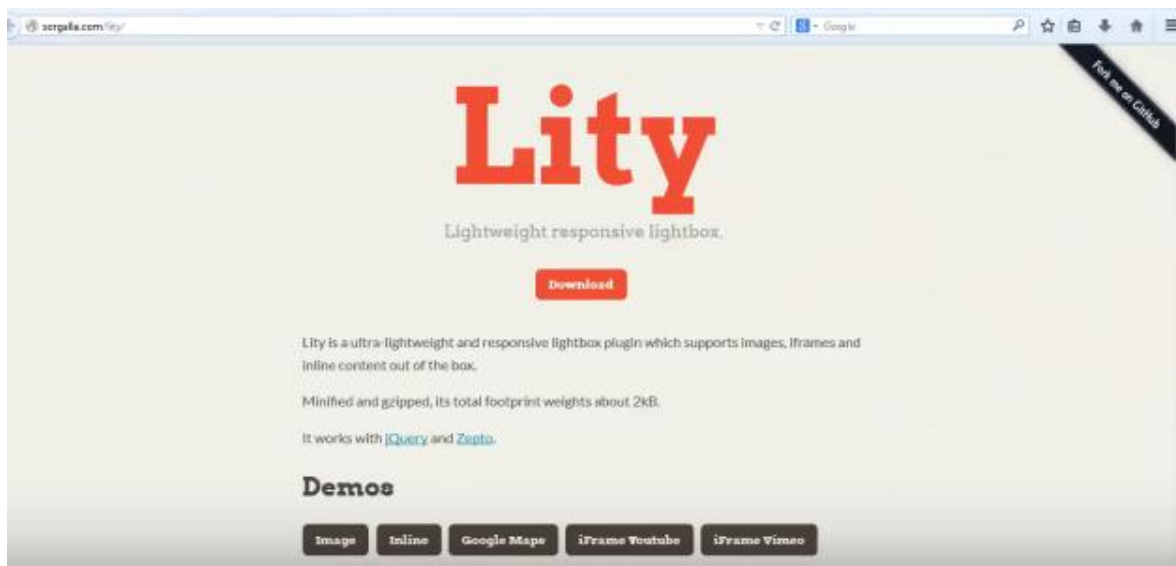 sorgalla.com/lity/
Google
Fork me on GitHub
Lity
Lightweight responsive lightbox.
Download
Lity is a ultra-lightweight and responsive lightbox plugin which supports images, iframes and
inline content out of the box.
Minified and gzipped, its total footprint weights about 2kB.
It works with jQuery and Zepto.
Demos
Image Inline Google Maps iFrame Youtube iFrame Vimeo